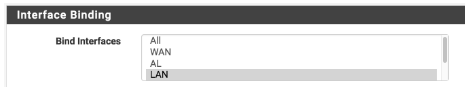 Interface Binding
Bind Interfaces
All
WAN
AL
LAN